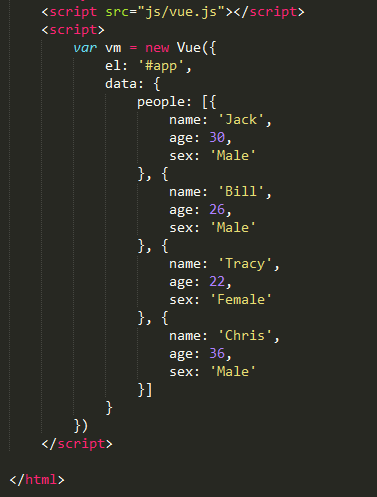 <script src="js/vue.js"></script>
<script>
var vm = new Vue({
el: '#app',
data: {
people: [{
name: 'Jack',
age: 30,
sex: 'Male'
}, {
name: 'Bill',
age: 26,
sex: 'Male'
}, {
name: 'Tracy',
age: 22,
sex: 'Female'
}, {
name: 'Chris',
age: 36,
sex: 'Male'
}]
}
})
</script>
</html>